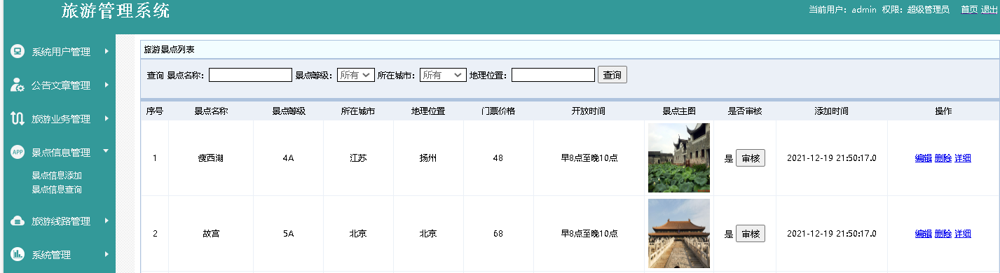 旅游管理系统
当前用户：admin 权限：超级管理员 首页 退出
系统用户管理
公告文章管理
旅游业务管理
APP 景点信息管理
景点信息添加
景点信息查询
旅游线路管理
系统管理
旅游景点列表
查询 景点名称： 景点等级： 所有 所在城市： 所有 地理位置： 查询
序号 景点名称 景点等级 所在城市 地理位置 门票价格 开放时间 景点主图 是否审核 添加时间 操作
1 瘦西湖 4A 江苏 扬州 48 早8点至晚10点 是 审核 2021-12-19 21:50:17.0 编辑 删除 详细
2 故宫 5A 北京 北京 68 早8点至晚10点 是 审核 2021-12-19 21:50:17.0 编辑 删除 详细